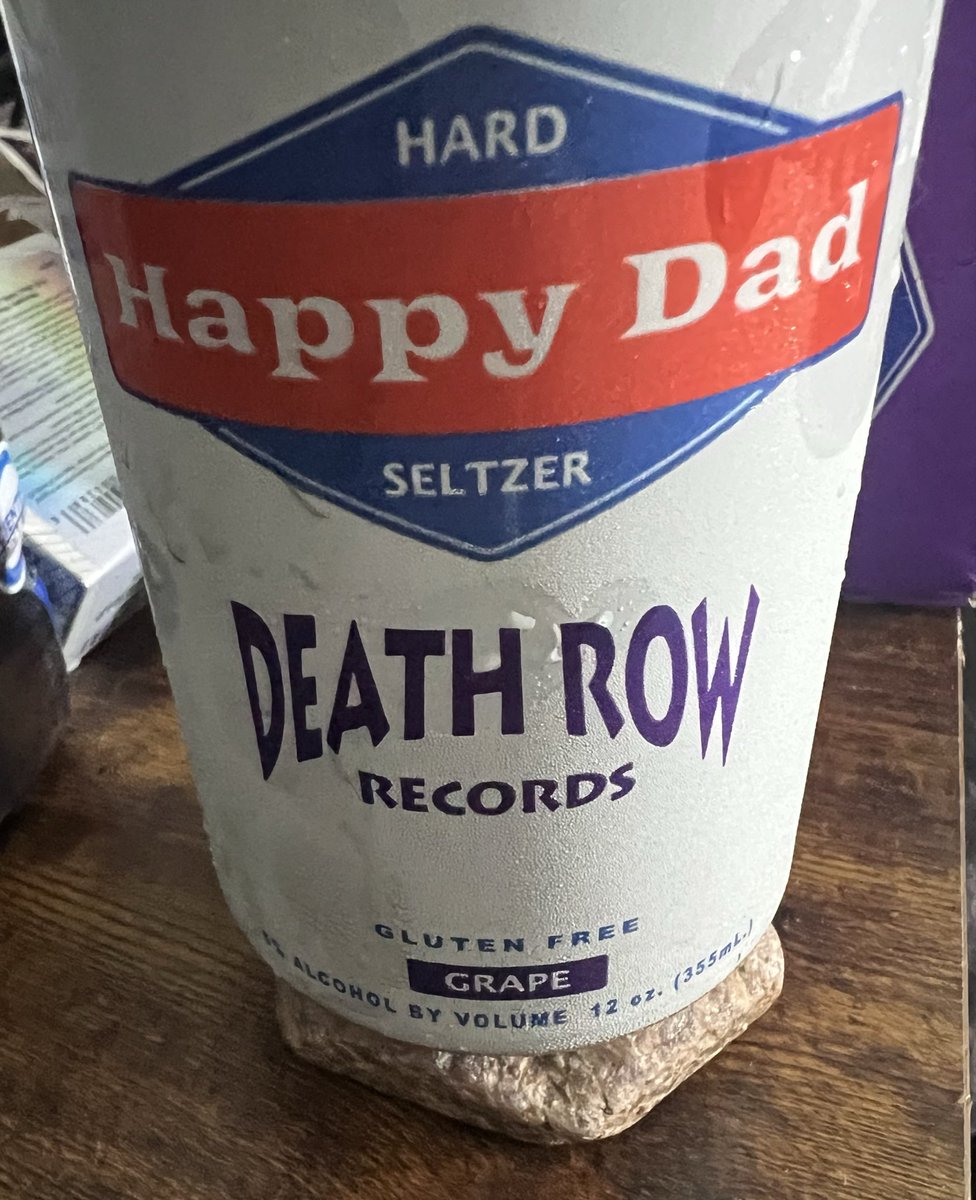 HARD
Happy Dad
SELTZER
DEATH ROW
RECORDS
GLUTEN FREE
GRAPE
ALCOHOL BY VOLUME 12 oz. (355mL.)